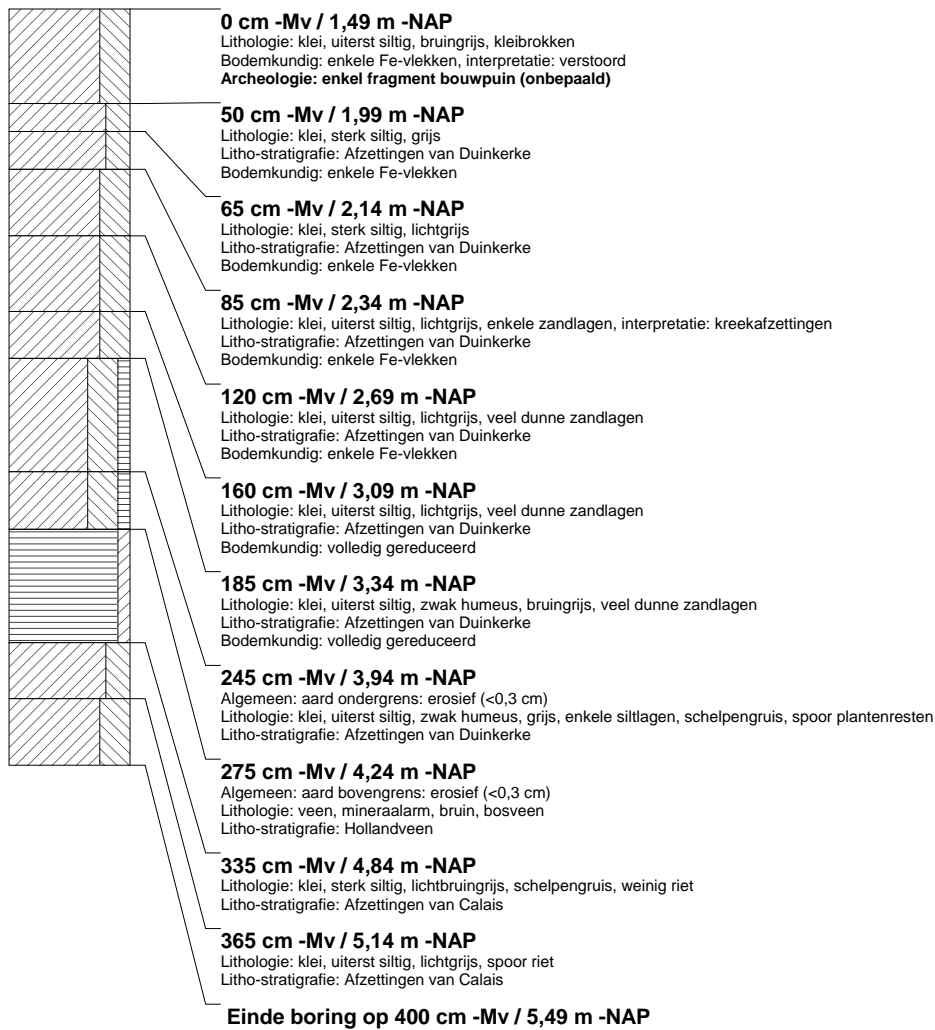 0 cm -Mv / 1,49 m -NAP
Lithologie: klei, uiterst siltig, bruingrijs, kleibrokken
Bodemkundig: enkele Fe-vlekken, interpretatie: verstoord
Archeologie: enkel fragment bouwpuin (onbepaald)
50 cm -Mv / 1,99 m -NAP
Lithologie: klei, sterk siltig, grijs
Litho-stratigrafie: Afzettingen van Duinkerke
Bodemkundig: enkele Fe-vlekken
65 cm -Mv / 2,14 m -NAP
Lithologie: klei, sterk siltig, lichtgrijs
Litho-stratigrafie: Afzettingen van Duinkerke
Bodemkundig: enkele Fe-vlekken
85 cm -Mv / 2,34 m -NAP
Lithologie: klei, uiterst siltig, lichtgrijs, enkele zandlagen, interpretatie: kreekafzettingen
Litho-stratigrafie: Afzettingen van Duinkerke
Bodemkundig: enkele Fe-vlekken
120 cm -Mv / 2,69 m -NAP
Lithologie: klei, uiterst siltig, lichtgrijs, veel dunne zandlagen
Litho-stratigrafie: Afzettingen van Duinkerke
Bodemkundig: enkele Fe-vlekken
160 cm -Mv / 3,09 m -NAP
Lithologie: klei, uiterst siltig, lichtgrijs, veel dunne zandlagen
Litho-stratigrafie: Afzettingen van Duinkerke
Bodemkundig: volledig gereduceerd
185 cm -Mv / 3,34 m -NAP
Lithologie: klei, uiterst siltig, zwak humeus, bruingrijs, veel dunne zandlagen
Litho-stratigrafie: Afzettingen van Duinkerke
Bodemkundig: volledig gereduceerd
245 cm -Mv / 3,94 m -NAP
Algemeen: aard ondergrens: erosief (<0,3 cm)
Lithologie: klei, uiterst siltig, zwak humeus, grijs, enkele siltlagen, schelpengruis, spoor plantenresten
Litho-stratigrafie: Afzettingen van Duinkerke
275 cm -Mv / 4,24 m -NAP
Algemeen: aard bovengrens: erosief (<0,3 cm)
Lithologie: veen, mineraalarm, bruin, bosveen
Litho-stratigrafie: Hollandveen
335 cm -Mv / 4,84 m -NAP
Lithologie: klei, sterk siltig, lichtbruingrijs, schelpengruis, weinig riet
Litho-stratigrafie: Afzettingen van Calais
365 cm -Mv / 5,14 m -NAP
Lithologie: klei, uiterst siltig, lichtgrijs, spoor riet
Litho-stratigrafie: Afzettingen van Calais
Einde boring op 400 cm -Mv / 5,49 m -NAP